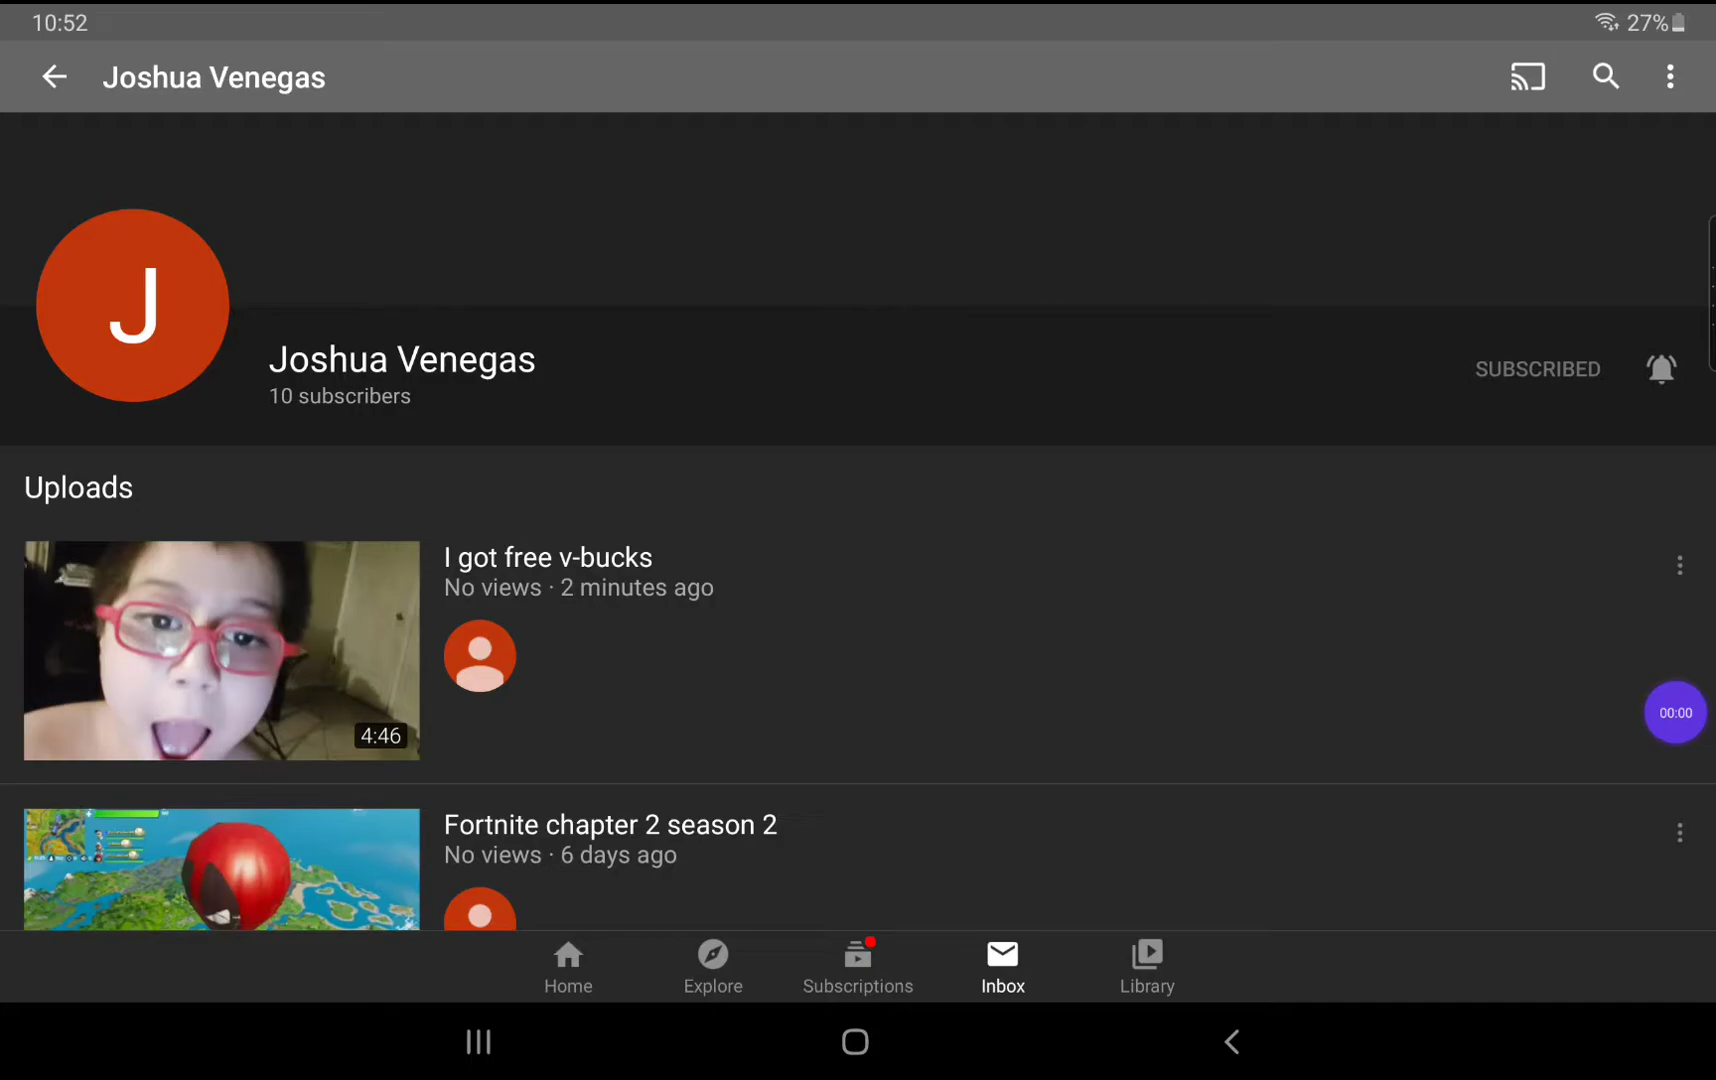 10:52
27%
Joshua Venegas
J
Joshua Venegas
10 subscribers
SUBSCRIBED
Uploads
I got free v-bucks
No views · 2 minutes ago
4:46
00:00
Fortnite chapter 2 season 2
No views · 6 days ago
Home
Explore
Subscriptions
Inbox
Library